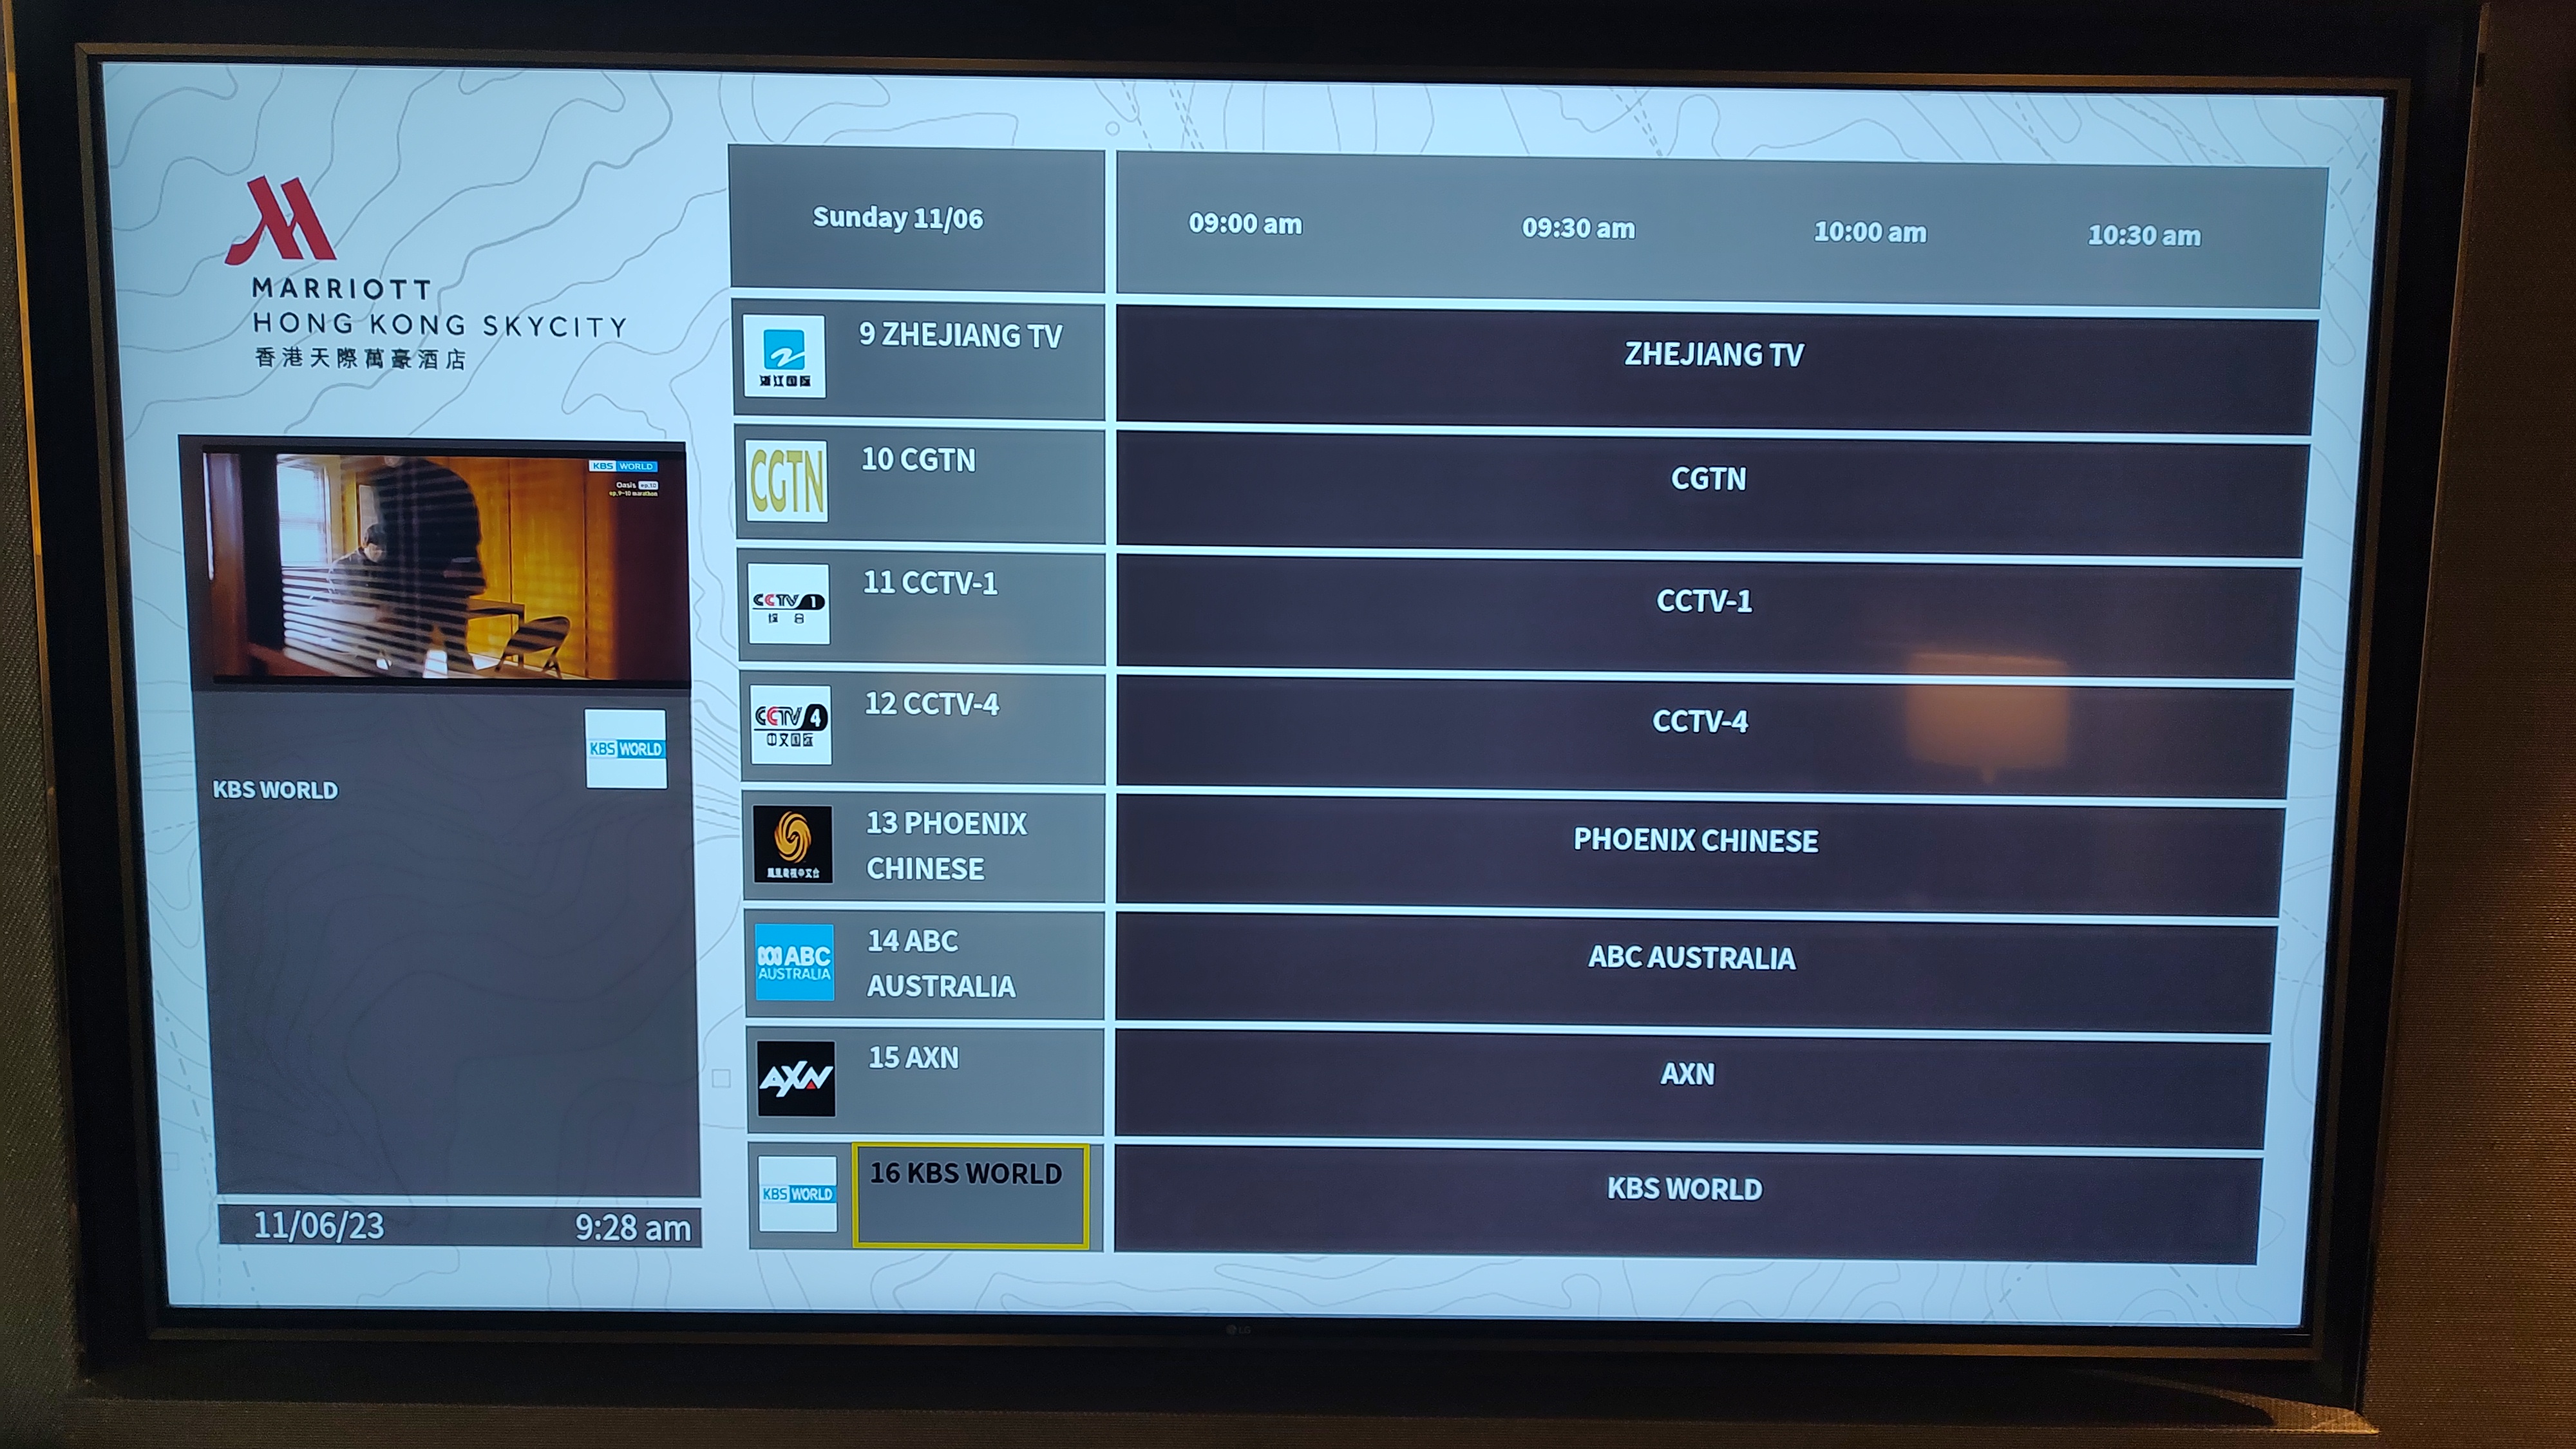 MARRIOTT
HONG KONG SKYCITY
香港天際萬豪酒店
KBS WORLD
Oasis ep.10
ep.9-10 marathon
KBS WORLD
KBS WORLD
11/06/23 9:28 am
Sunday 11/06 09:00 am 09:30 am 10:00 am 10:30 am
浙江国际
9 ZHEJIANG TV
ZHEJIANG TV
CGTN
10 CGTN
CGTN
CCTV 1
综合
11 CCTV-1
CCTV-1
CCTV 4
中文国际
12 CCTV-4
CCTV-4
鳳凰衛視中文台
13 PHOENIX
CHINESE
PHOENIX CHINESE
ABC
AUSTRALIA
14 ABC
AUSTRALIA
ABC AUSTRALIA
AXN
15 AXN
AXN
KBS WORLD
16 KBS WORLD
KBS WORLD
LG